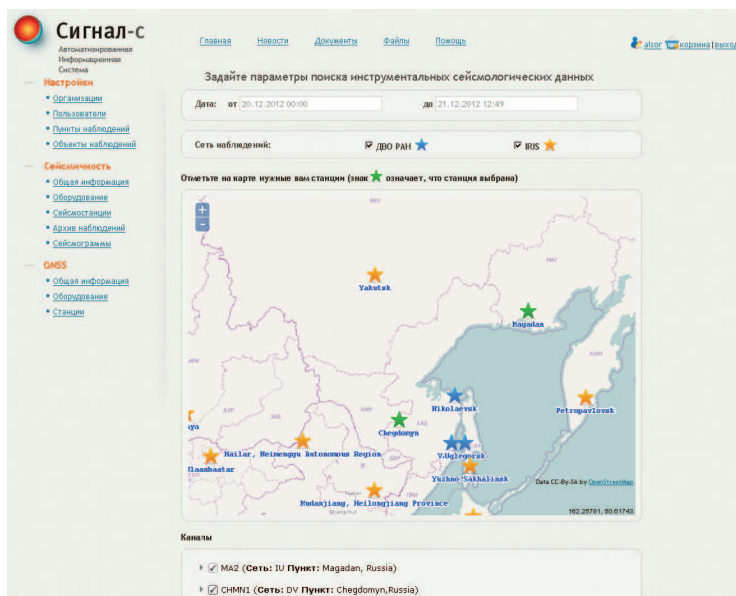 Сигнал-с
Автоматизированная
Информационная
Система
Главная Новости Документы Файлы Помощь
alsor корзина | выход
Настройки
Организации
Пользователи
Пункты наблюдений
Объекты наблюдений
Сейсмичность
Общая информация
Оборудование
Сейсмостанции
Архив наблюдений
Сейсмограммы
GNSS
Общая информация
Оборудование
Станции
Задайте параметры поиска инструментальных сейсмологических данных
Дата: от 20.12.2012 00:00 до 21.12.2012 12:49
Сеть наблюдений: ДВО РАН IRIS
Отметьте на карте нужные вам станции (знак означает, что станция выбрана)
+
-
Yakutsk
Magadan
Nikolaevsk
Petropavlovsk
Chegdomyn
Hailar, Neimenggu Autonomous Region
Ulaanbaatar
Uglegorsk
Yuzhno Sakhalinsk
Mudanjiang, Heilongjiang Province
Data CC-By-SA by OpenStreetMap
162.25781, 60.61743
Каналы
MA2 (Сеть: IU Пункт: Magadan, Russia)
CHMN1 (Сеть: DV Пункт: Chegdomyn,Russia)